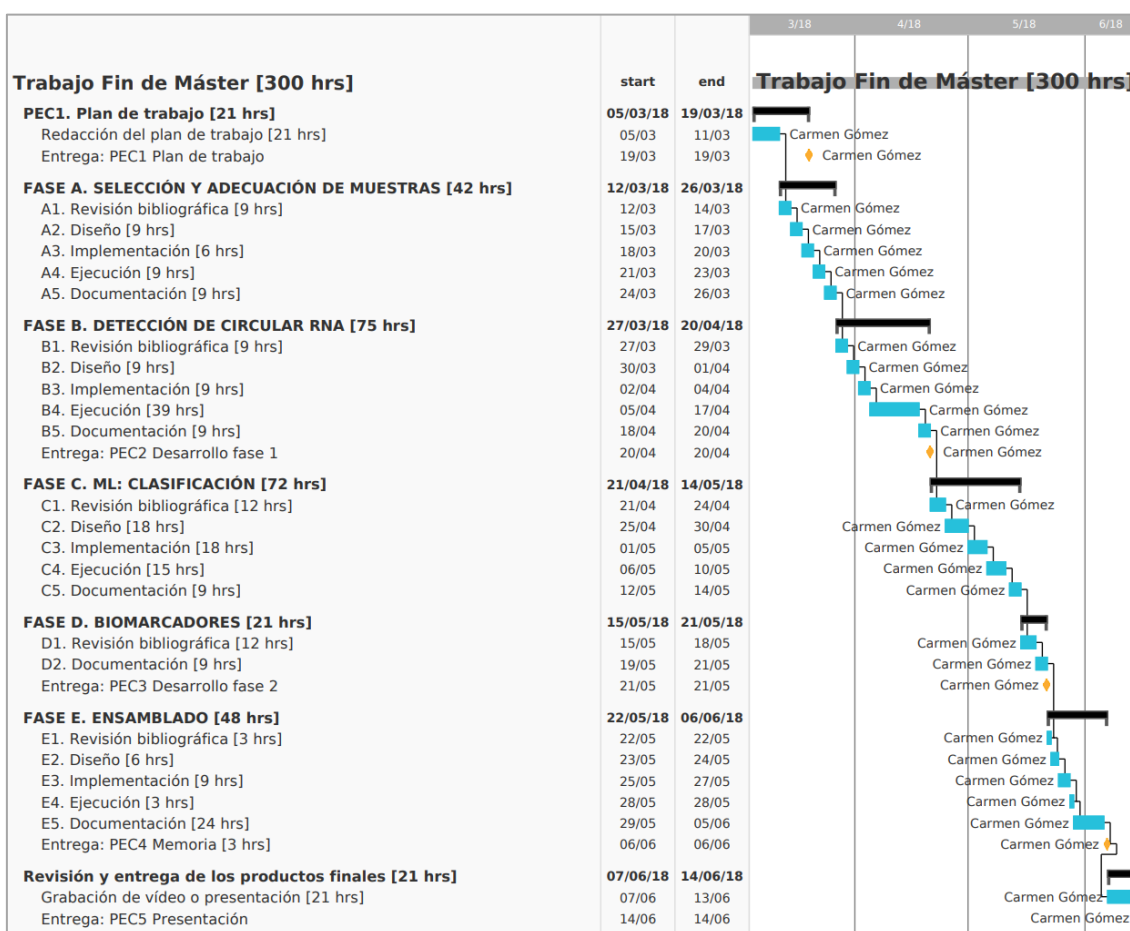 3/18 4/18 5/18 6/18
Trabajo Fin de Máster [300 hrs] start end Trabajo Fin de Máster [300 hrs]
PEC1. Plan de trabajo [21 hrs] 05/03/18 19/03/18
Redacción del plan de trabajo [21 hrs] 05/03 11/03 Carmen Gómez
Entrega: PEC1 Plan de trabajo 19/03 19/03 Carmen Gómez
FASE A. SELECCIÓN Y ADECUACIÓN DE MUESTRAS [42 hrs] 12/03/18 26/03/18
A1. Revisión bibliográfica [9 hrs] 12/03 14/03 Carmen Gómez
A2. Diseño [9 hrs] 15/03 17/03 Carmen Gómez
A3. Implementación [6 hrs] 18/03 20/03 Carmen Gómez
A4. Ejecución [9 hrs] 21/03 23/03 Carmen Gómez
A5. Documentación [9 hrs] 24/03 26/03 Carmen Gómez
FASE B. DETECCIÓN DE CIRCULAR RNA [75 hrs] 27/03/18 20/04/18
B1. Revisión bibliográfica [9 hrs] 27/03 29/03 Carmen Gómez
B2. Diseño [9 hrs] 30/03 01/04 Carmen Gómez
B3. Implementación [9 hrs] 02/04 04/04 Carmen Gómez
B4. Ejecución [39 hrs] 05/04 17/04 Carmen Gómez
B5. Documentación [9 hrs] 18/04 20/04 Carmen Gómez
Entrega: PEC2 Desarrollo fase 1 20/04 20/04 Carmen Gómez
FASE C. ML: CLASIFICACIÓN [72 hrs] 21/04/18 14/05/18
C1. Revisión bibliográfica [12 hrs] 21/04 24/04 Carmen Gómez
C2. Diseño [18 hrs] 25/04 30/04 Carmen Gómez
C3. Implementación [18 hrs] 01/05 05/05 Carmen Gómez
C4. Ejecución [15 hrs] 06/05 10/05 Carmen Gómez
C5. Documentación [9 hrs] 12/05 14/05 Carmen Gómez
FASE D. BIOMARCADORES [21 hrs] 15/05/18 21/05/18
D1. Revisión bibliográfica [12 hrs] 15/05 18/05 Carmen Gómez
D2. Documentación [9 hrs] 19/05 21/05 Carmen Gómez
Entrega: PEC3 Desarrollo fase 2 21/05 21/05 Carmen Gómez
FASE E. ENSAMBLADO [48 hrs] 22/05/18 06/06/18
E1. Revisión bibliográfica [3 hrs] 22/05 22/05 Carmen Gómez
E2. Diseño [6 hrs] 23/05 24/05 Carmen Gómez
E3. Implementación [9 hrs] 25/05 27/05 Carmen Gómez
E4. Ejecución [3 hrs] 28/05 28/05 Carmen Gómez
E5. Documentación [24 hrs] 29/05 05/06 Carmen Gómez
Entrega: PEC4 Memoria [3 hrs] 06/06 06/06 Carmen Gómez
Revisión y entrega de los productos finales [21 hrs] 07/06/18 14/06/18
Grabación de vídeo o presentación [21 hrs] 07/06 13/06 Carmen Gómez
Entrega: PEC5 Presentación 14/06 14/06 Carmen Gómez